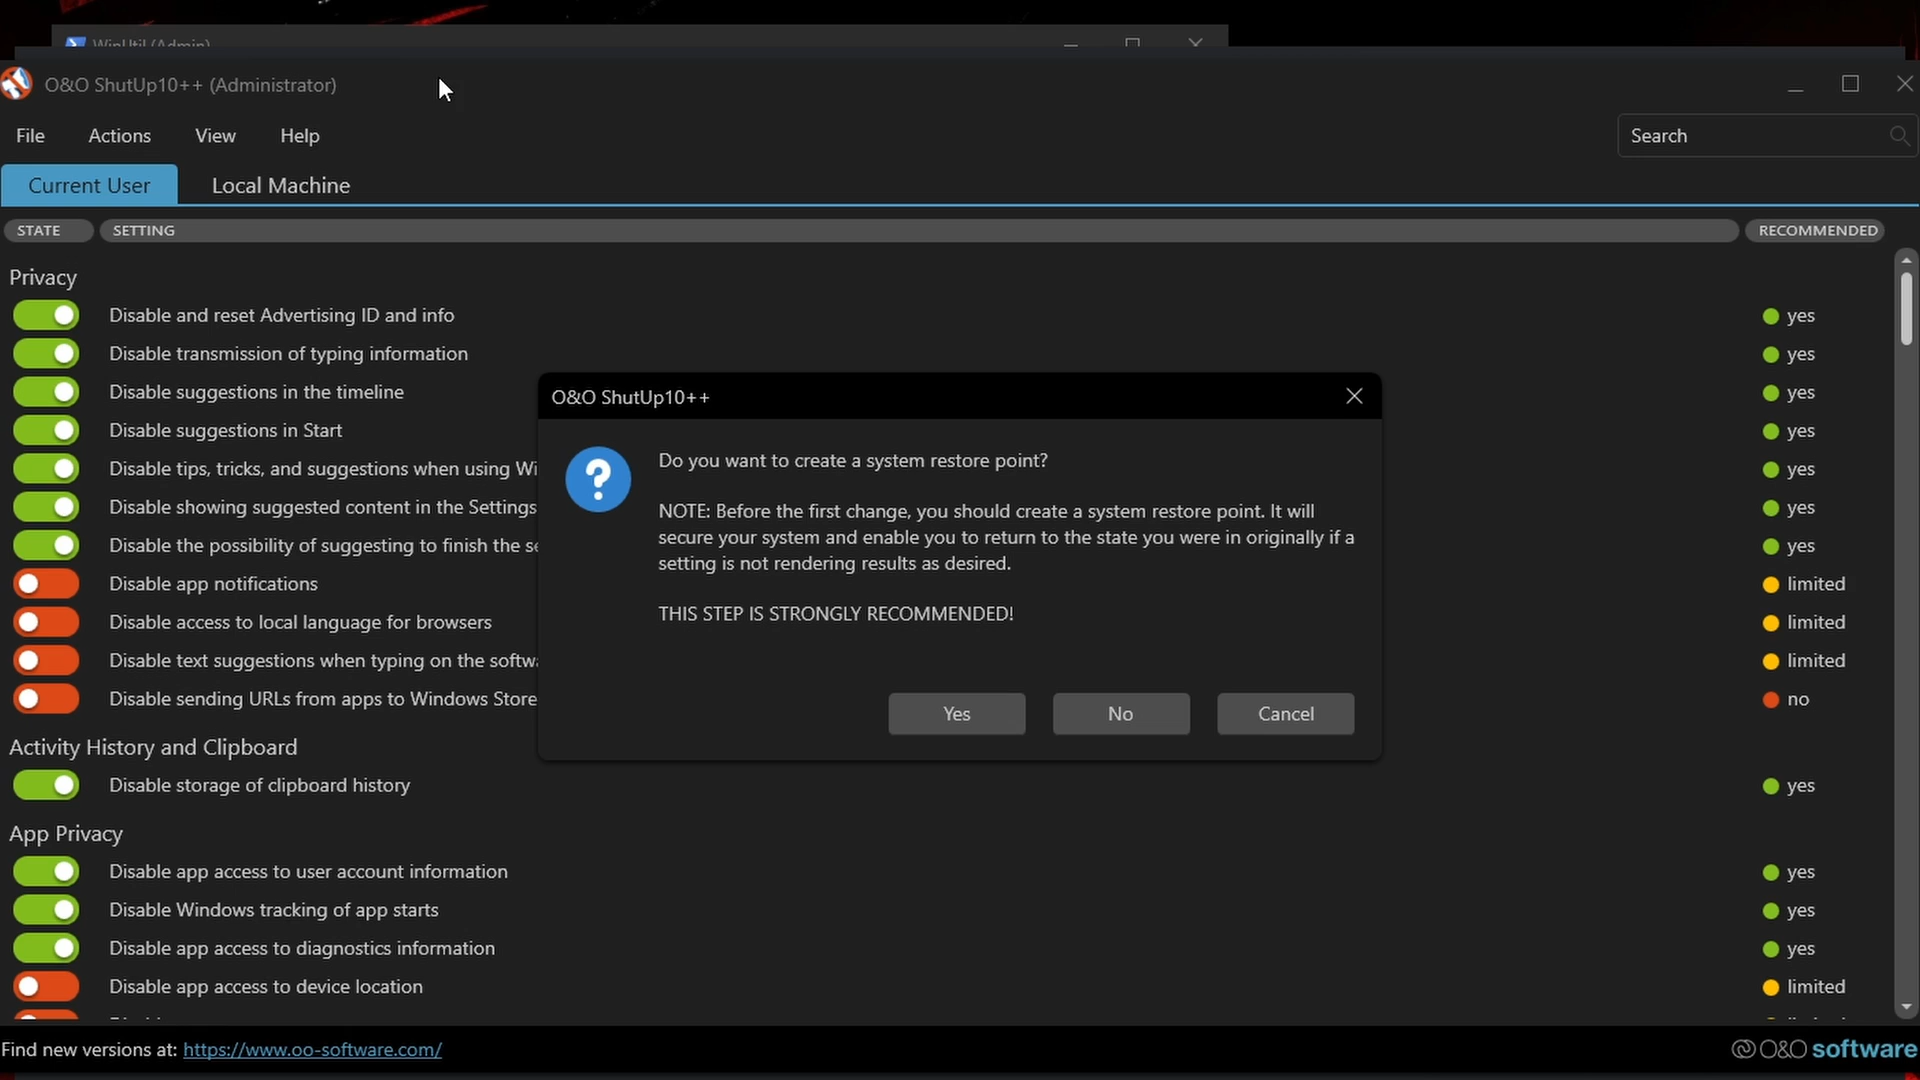 WinUtil (Admin)
O&O ShutUp10++ (Administrator)
File Actions View Help
Search
Current User Local Machine
STATE SETTING RECOMMENDED
Privacy
Disable and reset Advertising ID and info yes
Disable transmission of typing information yes
Disable suggestions in the timeline yes
Disable suggestions in Start yes
Disable tips, tricks, and suggestions when using Wi yes
Disable showing suggested content in the Settings yes
Disable the possibility of suggesting to finish the se yes
Disable app notifications limited
Disable access to local language for browsers limited
Disable text suggestions when typing on the softw limited
Disable sending URLs from apps to Windows Store no
Activity History and Clipboard
Disable storage of clipboard history yes
App Privacy
Disable app access to user account information yes
Disable Windows tracking of app starts yes
Disable app access to diagnostics information yes
Disable app access to device location limited
O&O ShutUp10++
Do you want to create a system restore point?
NOTE: Before the first change, you should create a system restore point. It will
secure your system and enable you to return to the state you were in originally if a
setting is not rendering results as desired.
THIS STEP IS STRONGLY RECOMMENDED!
Yes No Cancel
Find new versions at: https://www.oo-software.com/
O&O software